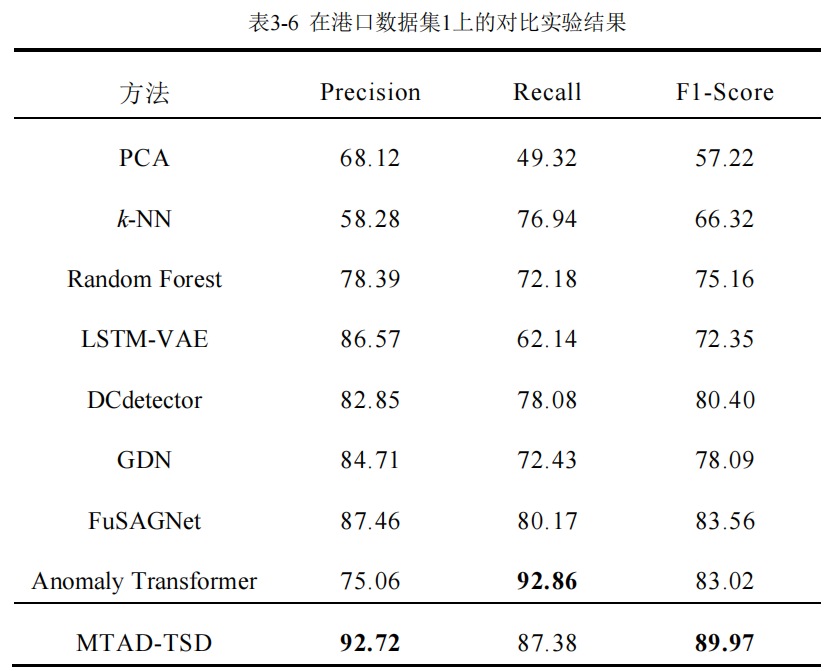 表3-6 在港口数据集1上的对比实验结果
方法 Precision Recall F1-Score
PCA 68.12 49.32 57.22
k-NN 58.28 76.94 66.32
Random Forest 78.39 72.18 75.16
LSTM-VAE 86.57 62.14 72.35
DCdetector 82.85 78.08 80.40
GDN 84.71 72.43 78.09
FuSAGNet 87.46 80.17 83.56
Anomaly Transformer 75.06 92.86 83.02
MTAD-TSD 92.72 87.38 89.97